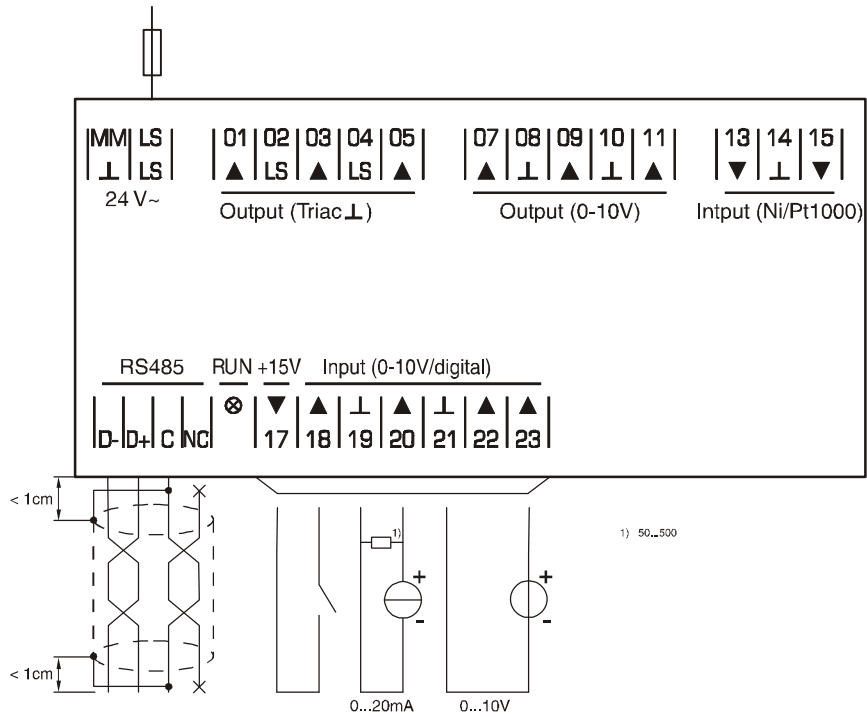 MM LS 01 02 03 04 05 07 08 09 10 11 13 14 15
⊥ LS ▲ LS ▲ LS ▲ ▲ ⊥ ▲ ⊥ ▲ ▼ ⊥ ▼
24 V~ Output (Triac ⊥) Output (0-10V) Intput (Ni/Pt1000)
RS485 RUN +15V Input (0-10V/digital)
⊗ ▼ ▲ ⊥ ▲ ⊥ ▲ ▲
D- D+ C NC 17 18 19 20 21 22 23
< 1cm
1)
1) 50...500
+
-
+
-
< 1cm
0...20mA 0...10V